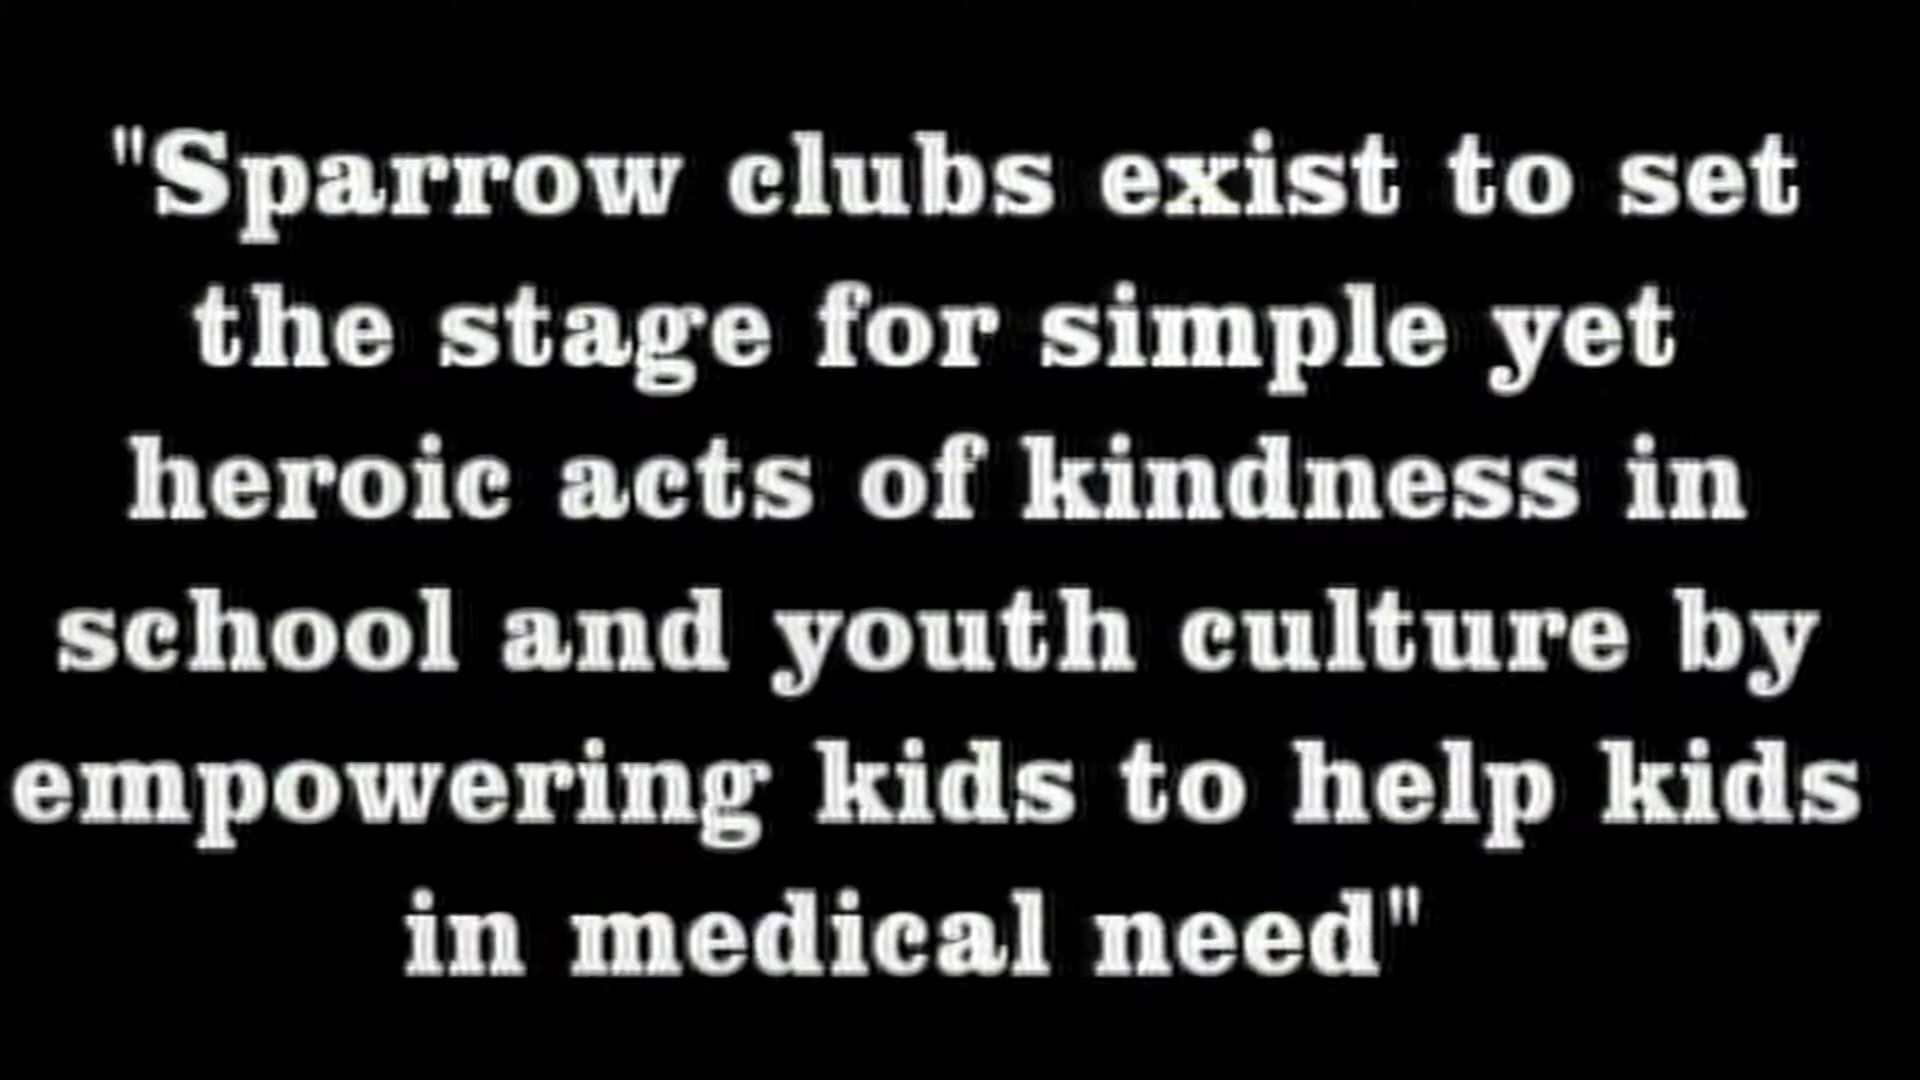 "Sparrow clubs exist to set
the stage for simple yet
heroic acts of kindness in
school and youth culture by
empowering kids to help kids
in medical need"